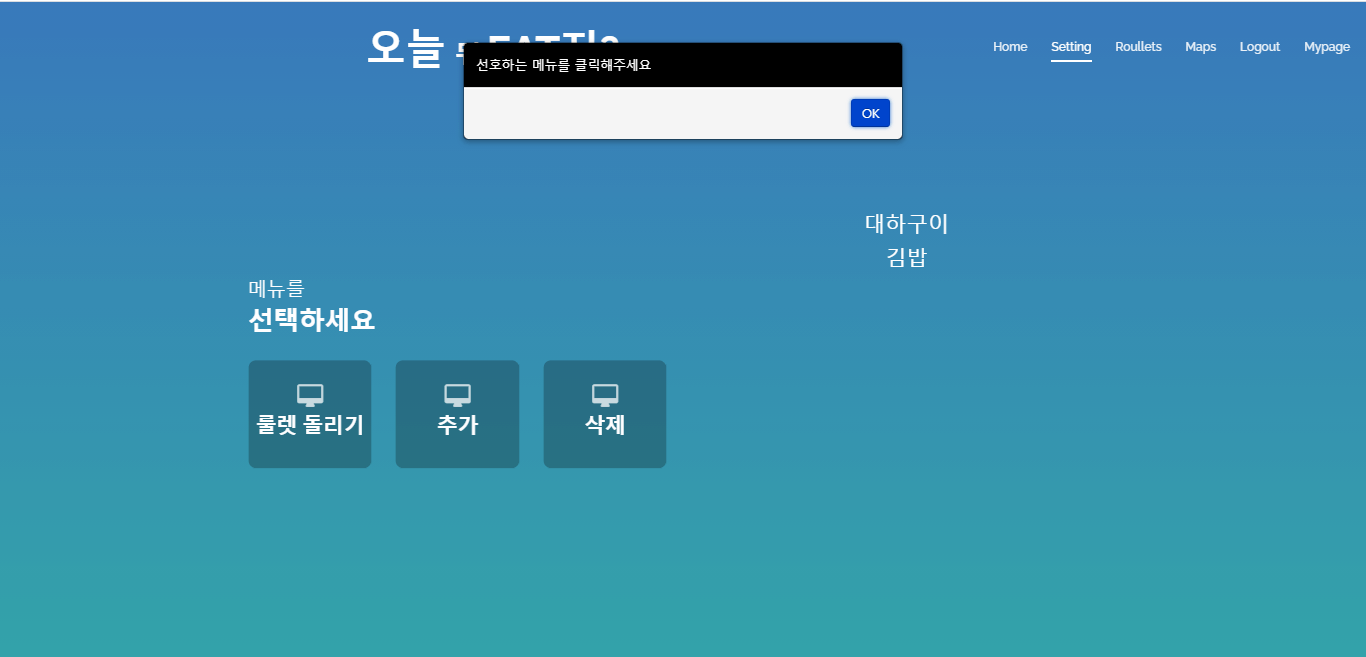 오늘
Home Setting Roullets Maps Logout Mypage
선호하는 메뉴를 클릭해주세요
OK
대하구이
김밥
메뉴를
선택하세요
룰렛 돌리기
추가
삭제